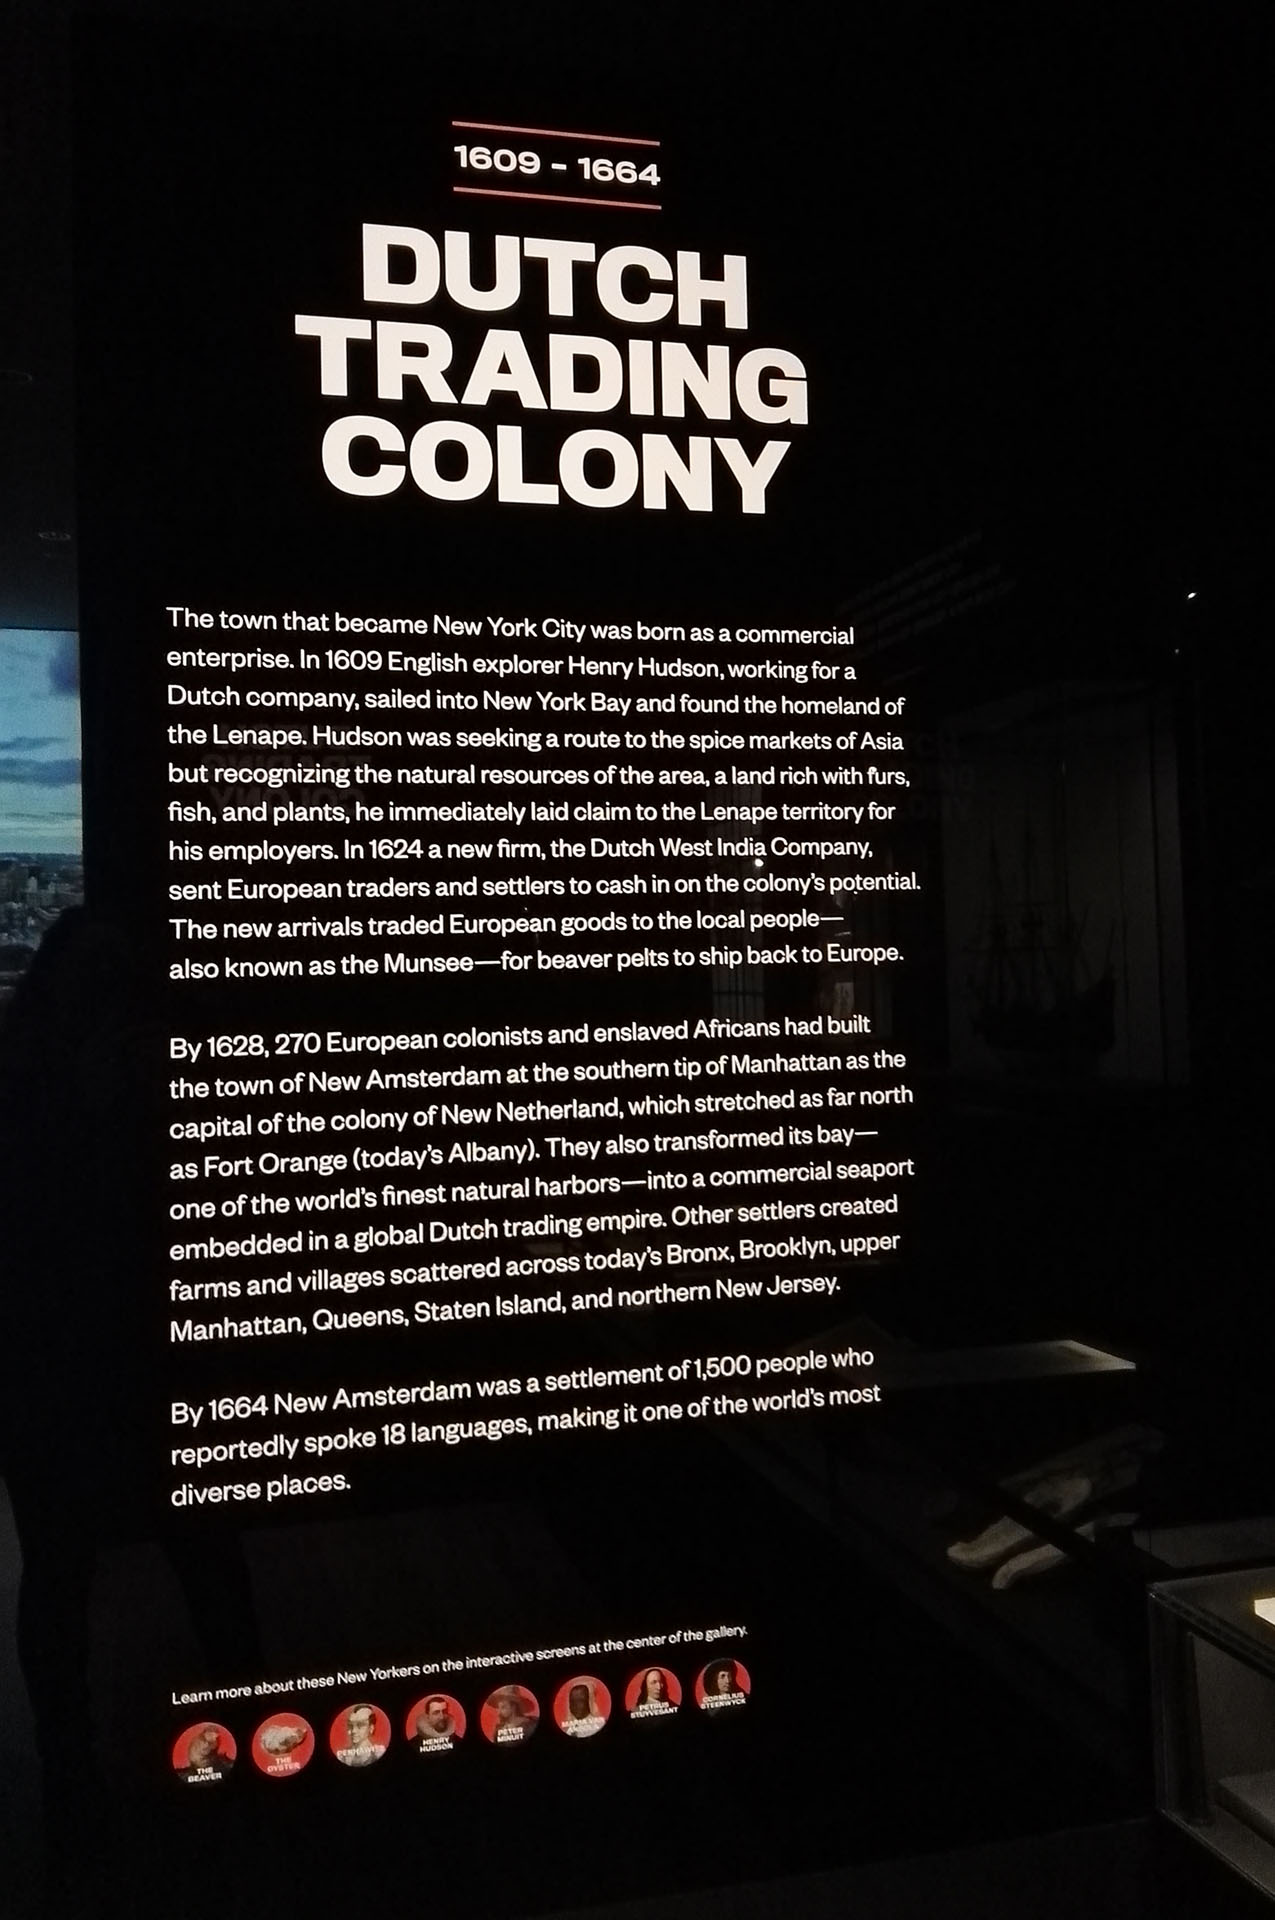 1609 – 1664
DUTCH
TRADING
COLONY
The town that became New York City was born as a commercial
enterprise. In 1609 English explorer Henry Hudson, working for a
Dutch company, sailed into New York Bay and found the homeland of
the Lenape. Hudson was seeking a route to the spice markets of Asia
but recognizing the natural resources of the area, a land rich with furs,
fish, and plants, he immediately laid claim to the Lenape territory for
his employers. In 1624 a new firm, the Dutch West India Company,
sent European traders and settlers to cash in on the colony's potential.
The new arrivals traded European goods to the local people—
also known as the Munsee—for beaver pelts to ship back to Europe.
By 1628, 270 European colonists and enslaved Africans had built
the town of New Amsterdam at the southern tip of Manhattan as the
capital of the colony of New Netherland, which stretched as far north
as Fort Orange (today's Albany). They also transformed its bay—
one of the world's finest natural harbors—into a commercial seaport
embedded in a global Dutch trading empire. Other settlers created
farms and villages scattered across today's Bronx, Brooklyn, upper
Manhattan, Queens, Staten Island, and northern New Jersey.
By 1664 New Amsterdam was a settlement of 1,500 people who
reportedly spoke 18 languages, making it one of the world's most
diverse places.
Learn more about these New Yorkers on the interactive screens at the center of the gallery.
THE
BEAVER
THE
OYSTER
PENHAWITZ
HENRY
HUDSON
PETER
MINUIT
PETRUS
STUYVESANT
CORNELIUS
STEENWYCK